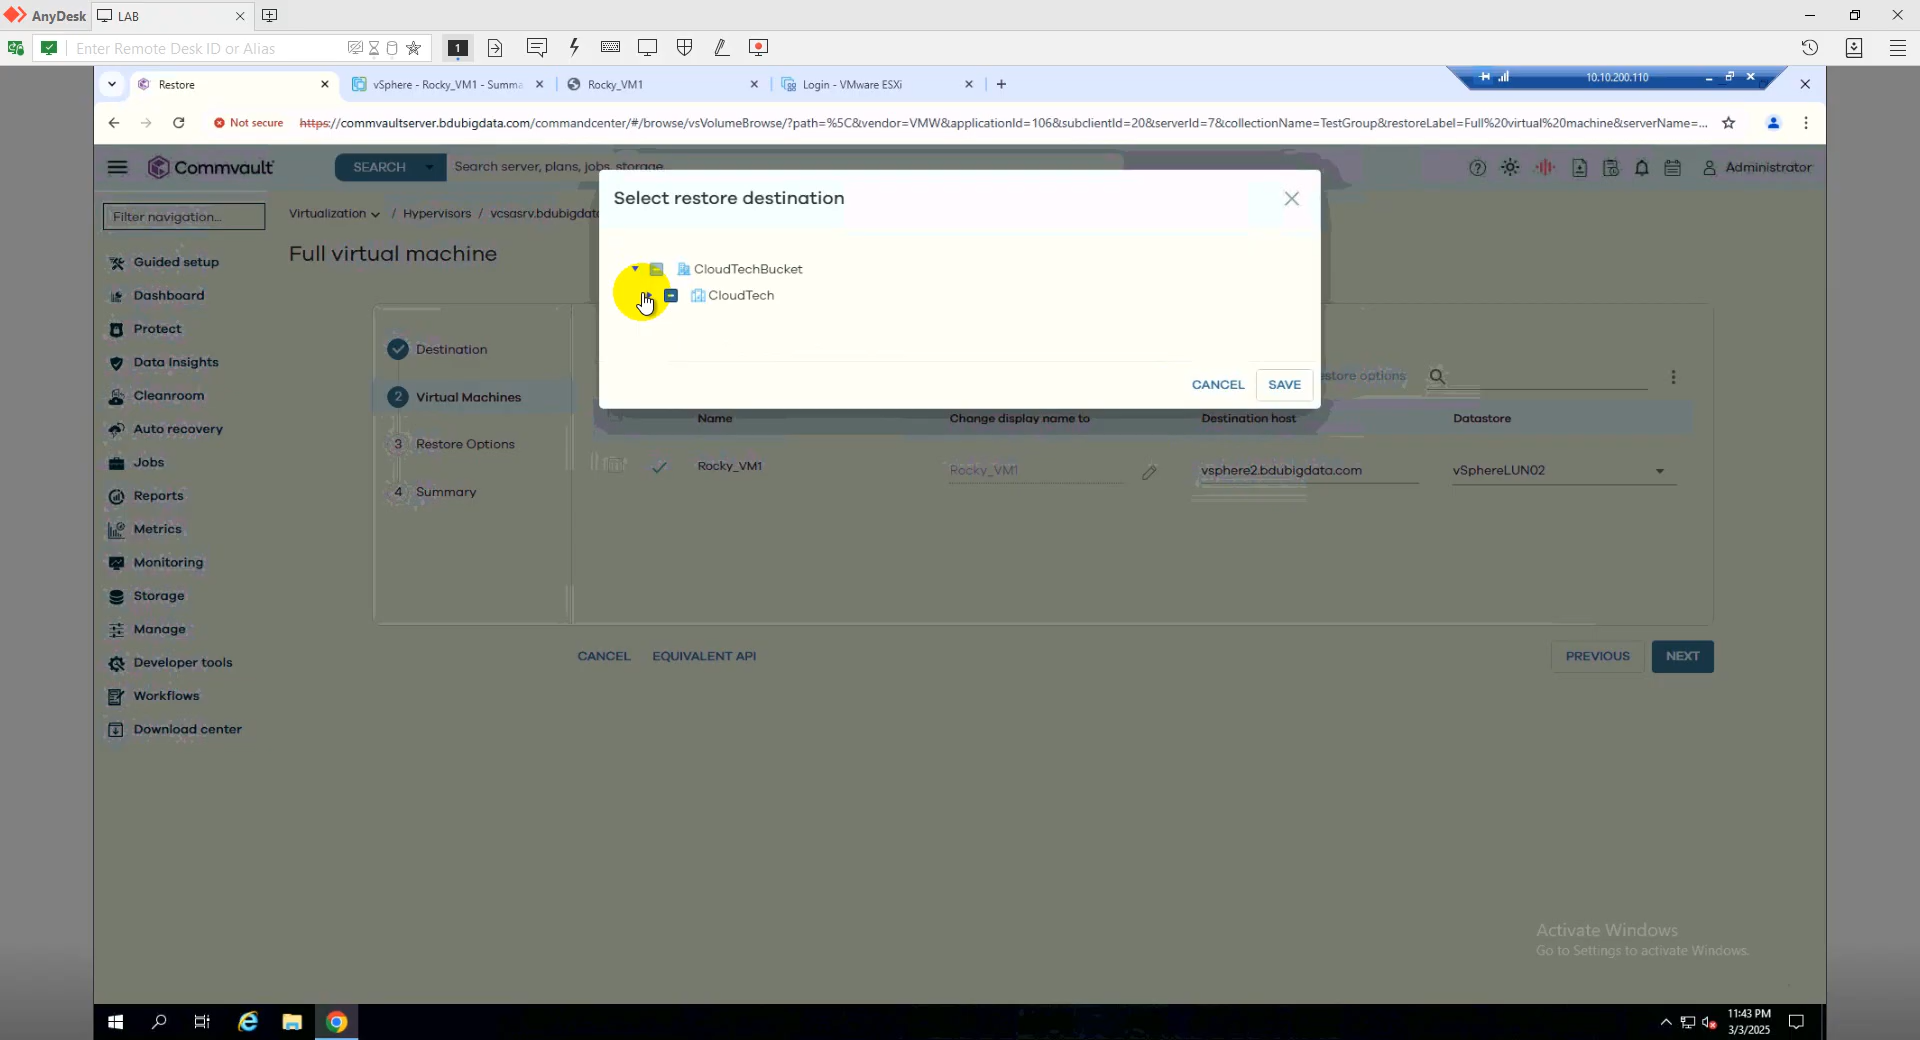 AnyDesk
LAB
Enter Remote Desk ID or Alias
1
Restore
vSphere - Rocky_VM1 - Summa
Rocky_VM1
Login - VMware ESXi
10.10.200.110
Not secure
https://commvaultserver.bdubigdata.com/commandcenter/#/browse/vsVolumeBrowse/?path=%5C&vendor=VMW&applicationId=106&subclientId=20&serverId=7&collectionName=TestGroup&restoreLabel=Full%20virtual%20machine&serverName=...
Commvault
SEARCH
Search server, plans, jobs, storage
Administrator
Filter navigation...
Virtualization / Hypervisors / vcsasrv.bdubigdata
Full virtual machine
Select restore destination
CloudTechBucket
CloudTech
CANCEL
SAVE
Guided setup
Dashboard
Protect
Data Insights
Cleanroom
Auto recovery
Jobs
Reports
Metrics
Monitoring
Storage
Manage
Developer tools
Workflows
Download center
Destination
2 Virtual Machines
3 Restore Options
4 Summary
estore options
Name
Change display name to
Destination host
Datastore
Rocky_VM1
Rocky_VM1
vsphere2.bdubigdata.com
vSphereLUN02
CANCEL
EQUIVALENT API
PREVIOUS
NEXT
Activate Windows
Go to Settings to activate Windows.
11:43 PM
3/3/2025